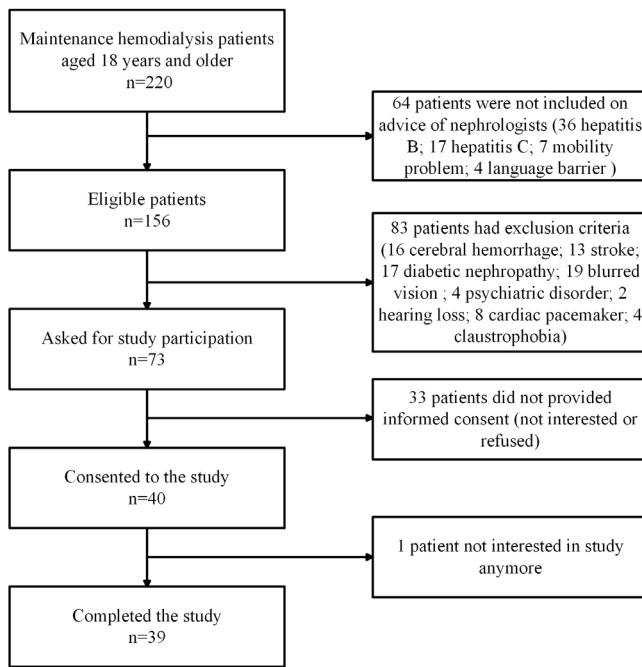 Maintenance hemodialysis patients
aged 18 years and older
n=220
64 patients were not included on
advice of nephrologists (36 hepatitis
B; 17 hepatitis C; 7 mobility
problem; 4 language barrier )
Eligible patients
n=156
83 patients had exclusion criteria
(16 cerebral hemorrhage; 13 stroke;
17 diabetic nephropathy; 19 blurred
vision ; 4 psychiatric disorder; 2
hearing loss; 8 cardiac pacemaker; 4
claustrophobia)
Asked for study participation
n=73
33 patients did not provided
informed consent (not interested or
refused)
Consented to the study
n=40
1 patient not interested in study
anymore
Completed the study
n=39